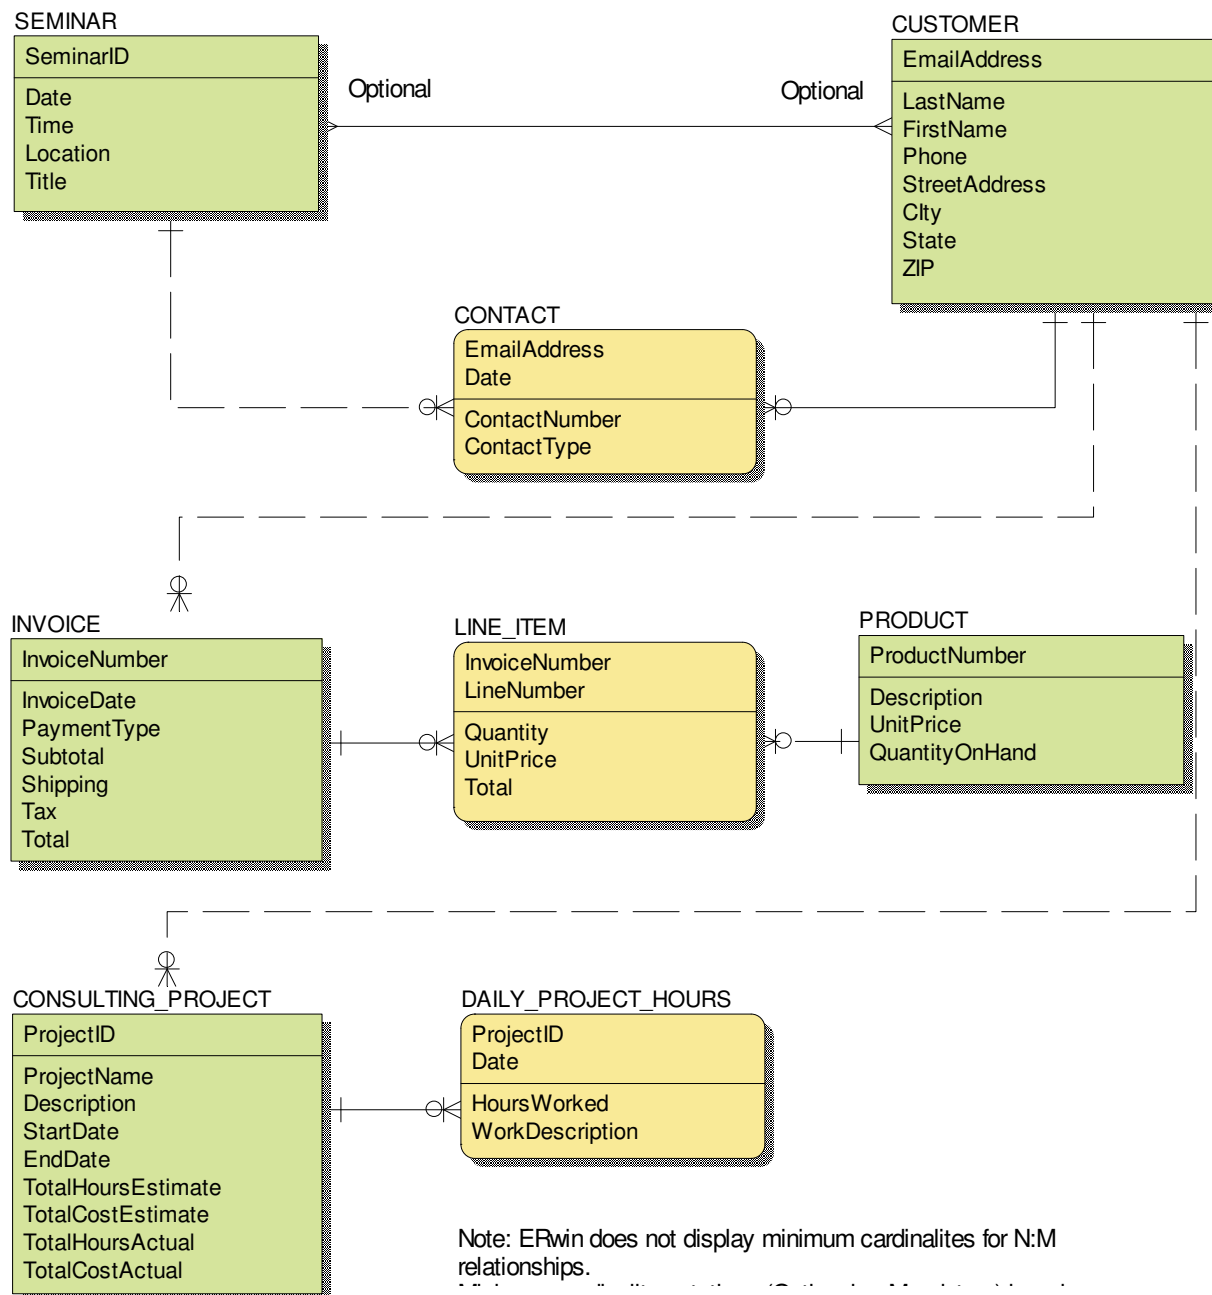 SEMINAR
SeminarID
Date
Time
Location
Title
Optional
Optional
CUSTOMER
EmailAddress
LastName
FirstName
Phone
StreetAddress
CIty
State
ZIP
CONTACT
EmailAddress
Date
ContactNumber
ContactType
INVOICE
InvoiceNumber
InvoiceDate
PaymentType
Subtotal
Shipping
Tax
Total
LINE_ITEM
InvoiceNumber
LineNumber
Quantity
UnitPrice
Total
PRODUCT
ProductNumber
Description
UnitPrice
QuantityOnHand
CONSULTING_PROJECT
ProjectID
ProjectName
Description
StartDate
EndDate
TotalHoursEstimate
TotalCostEstimate
TotalHoursActual
TotalCostActual
DAILY_PROJECT_HOURS
ProjectID
Date
HoursWorked
WorkDescription
Note: ERwin does not display minimum cardinalites for N:M
relationships.